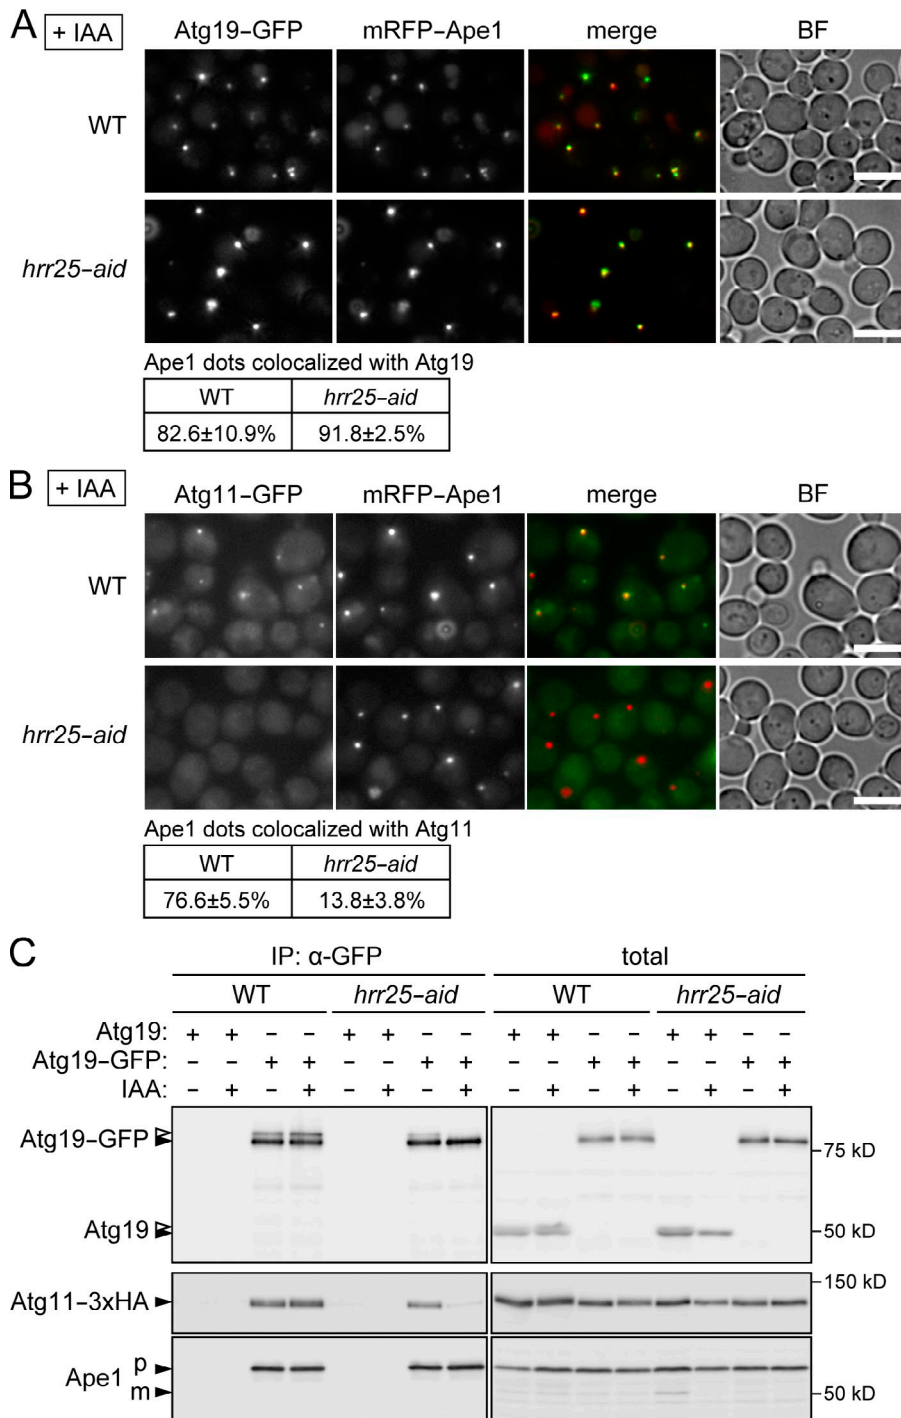 A + IAA Atg19–GFP mRFP–Ape1 merge BF
WT
hrr25–aid
Ape1 dots colocalized with Atg19
WT hrr25–aid
82.6±10.9% 91.8±2.5%
B + IAA Atg11–GFP mRFP–Ape1 merge BF
WT
hrr25–aid
Ape1 dots colocalized with Atg11
WT hrr25–aid
76.6±5.5% 13.8±3.8%
C IP: α-GFP total
WT hrr25–aid WT hrr25–aid
Atg19: + + – – + + – – + + – – + + – –
Atg19–GFP: – – + + – – + + – – + + – – + +
IAA: – + – + – + – + – + – + – + – +
Atg19–GFP
75 kD
Atg19
50 kD
150 kD
Atg11–3xHA
Ape1 p
m
50 kD